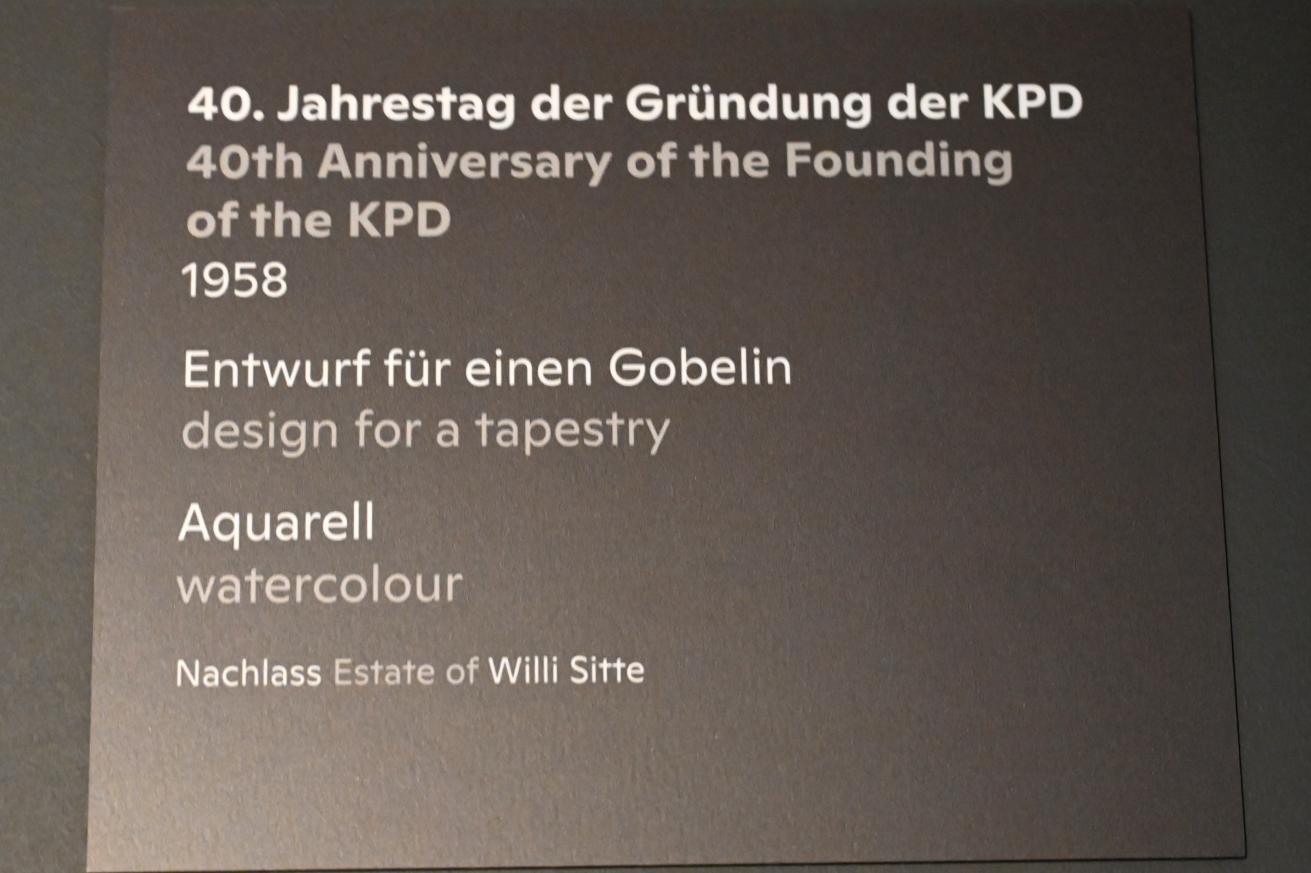 40. Jahrestag der Gründung der KPD
40th Anniversary of the Founding
of the KPD
1958
Entwurf für einen Gobelin
design for a tapestry
Aquarell
watercolour
Nachlass Estate of Willi Sitte